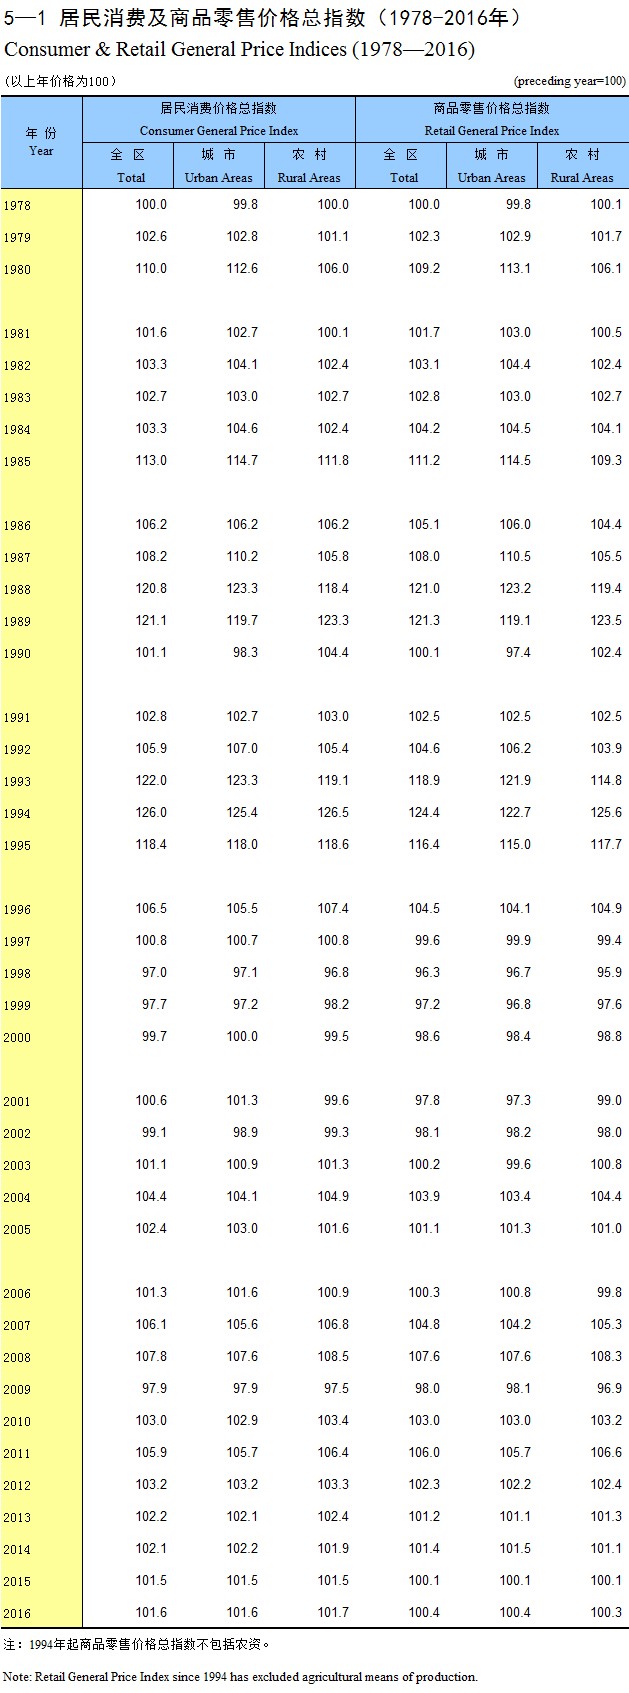 5—1 居民消费及商品零售价格总指数（1978-2016年）
Consumer & Retail General Price Indices (1978—2016)
（以上年价格为100） (preceding year=100)
年 份 居民消费价格总指数 商品零售价格总指数
Year Consumer General Price Index Retail General Price Index
全 区 城 市 农 村 全 区 城 市 农 村
Total Urban Areas Rural Areas Total Urban Areas Rural Areas
1978 100.0 99.8 100.0 100.0 99.8 100.1
1979 102.6 102.8 101.1 102.3 102.9 101.7
1980 110.0 112.6 106.0 109.2 113.1 106.1
1981 101.6 102.7 100.1 101.7 103.0 100.5
1982 103.3 104.1 102.4 103.1 104.4 102.4
1983 102.7 103.0 102.7 102.8 103.0 102.7
1984 103.3 104.6 102.4 104.2 104.5 104.1
1985 113.0 114.7 111.8 111.2 114.5 109.3
1986 106.2 106.2 106.2 105.1 106.0 104.4
1987 108.2 110.2 105.8 108.0 110.5 105.5
1988 120.8 123.3 118.4 121.0 123.2 119.4
1989 121.1 119.7 123.3 121.3 119.1 123.5
1990 101.1 98.3 104.4 100.1 97.4 102.4
1991 102.8 102.7 103.0 102.5 102.5 102.5
1992 105.9 107.0 105.4 104.6 106.2 103.9
1993 122.0 123.3 119.1 118.9 121.9 114.8
1994 126.0 125.4 126.5 124.4 122.7 125.6
1995 118.4 118.0 118.6 116.4 115.0 117.7
1996 106.5 105.5 107.4 104.5 104.1 104.9
1997 100.8 100.7 100.8 99.6 99.9 99.4
1998 97.0 97.1 96.8 96.3 96.7 95.9
1999 97.7 97.2 98.2 97.2 96.8 97.6
2000 99.7 100.0 99.5 98.6 98.4 98.8
2001 100.6 101.3 99.6 97.8 97.3 99.0
2002 99.1 98.9 99.3 98.1 98.2 98.0
2003 101.1 100.9 101.3 100.2 99.6 100.8
2004 104.4 104.1 104.9 103.9 103.4 104.4
2005 102.4 103.0 101.6 101.1 101.3 101.0
2006 101.3 101.6 100.9 100.3 100.8 99.8
2007 106.1 105.6 106.8 104.8 104.2 105.3
2008 107.8 107.6 108.5 107.6 107.6 108.3
2009 97.9 97.9 97.5 98.0 98.1 96.9
2010 103.0 102.9 103.4 103.0 103.0 103.2
2011 105.9 105.7 106.4 106.0 105.7 106.6
2012 103.2 103.2 103.3 102.3 102.2 102.4
2013 102.2 102.1 102.4 101.2 101.1 101.3
2014 102.1 102.2 101.9 101.4 101.5 101.1
2015 101.5 101.5 101.5 100.1 100.1 100.1
2016 101.6 101.6 101.7 100.4 100.4 100.3
注：1994年起商品零售价格总指数不包括农资。
Note: Retail General Price Index since 1994 has excluded agricultural means of production.